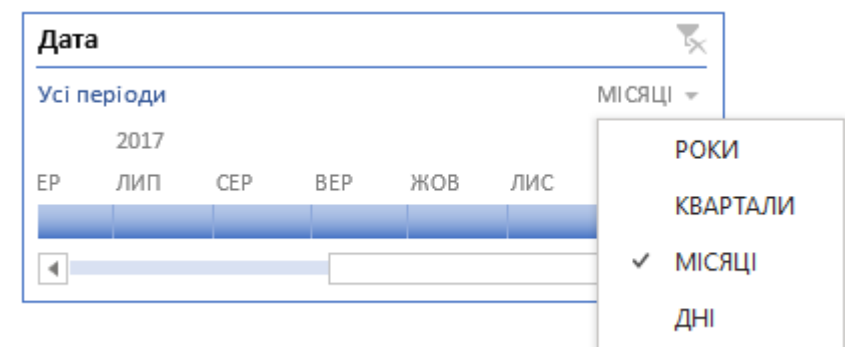 Дата
Усі періоди МІСЯЦІ
2017
ЕР ЛИП СЕР ВЕР ЖОВ ЛИС
РОКИ
КВАРТАЛИ
МІСЯЦІ
ДНІ